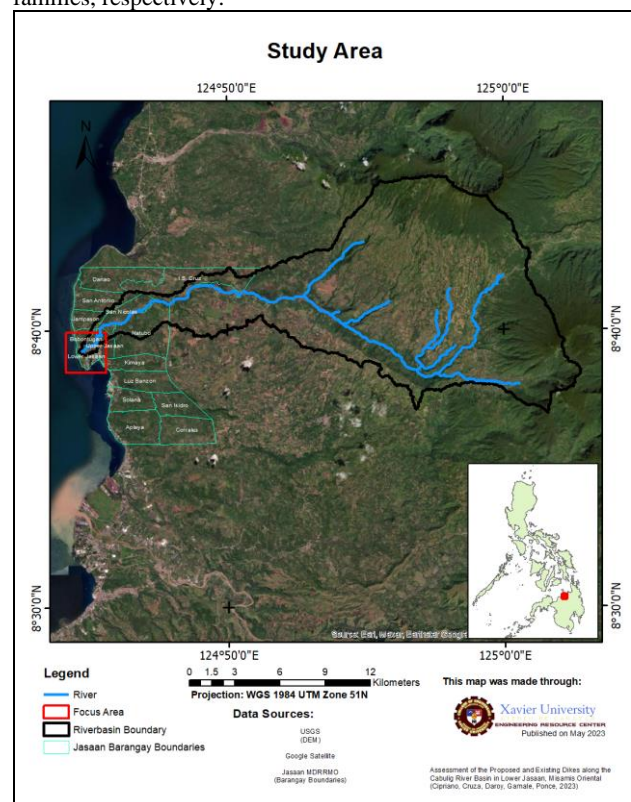 families, respectively.
Study Area
124°50'0"E
125°0'0"E
N
Danao
I.S. Cruz
San Antonio
San Nicolas
Jampason
Natubo
Bobontugan
Upper Jasaan
Lower Jasaan
Kimaya
Luz Banzon
Solana
San Isidro
Aplaya
Corrales
8°40'0"N
8°40'0"N
8°30'0"N
8°30'0"N
124°50'0"E
125°0'0"E
Legend
River
Focus Area
Riverbasin Boundary
Jasaan Barangay Boundaries
0 1.5 3 6 9 12
Kilometers
Projection: WGS 1984 UTM Zone 51N
Data Sources:
USGS
(DEM)
Google Satellite
Jasaan MDRRMO
(Barangay Boundaries)
This map was made through:
Xavier University
ENGINEERING RESOURCE CENTER
Published on May 2023
Assessment of the Proposed and Existing Dikes along the
Cabulig River Basin in Lower Jasaan, Misamis Oriental
(Cipriano, Cruza, Daroy, Gamale, Ponce, 2023)